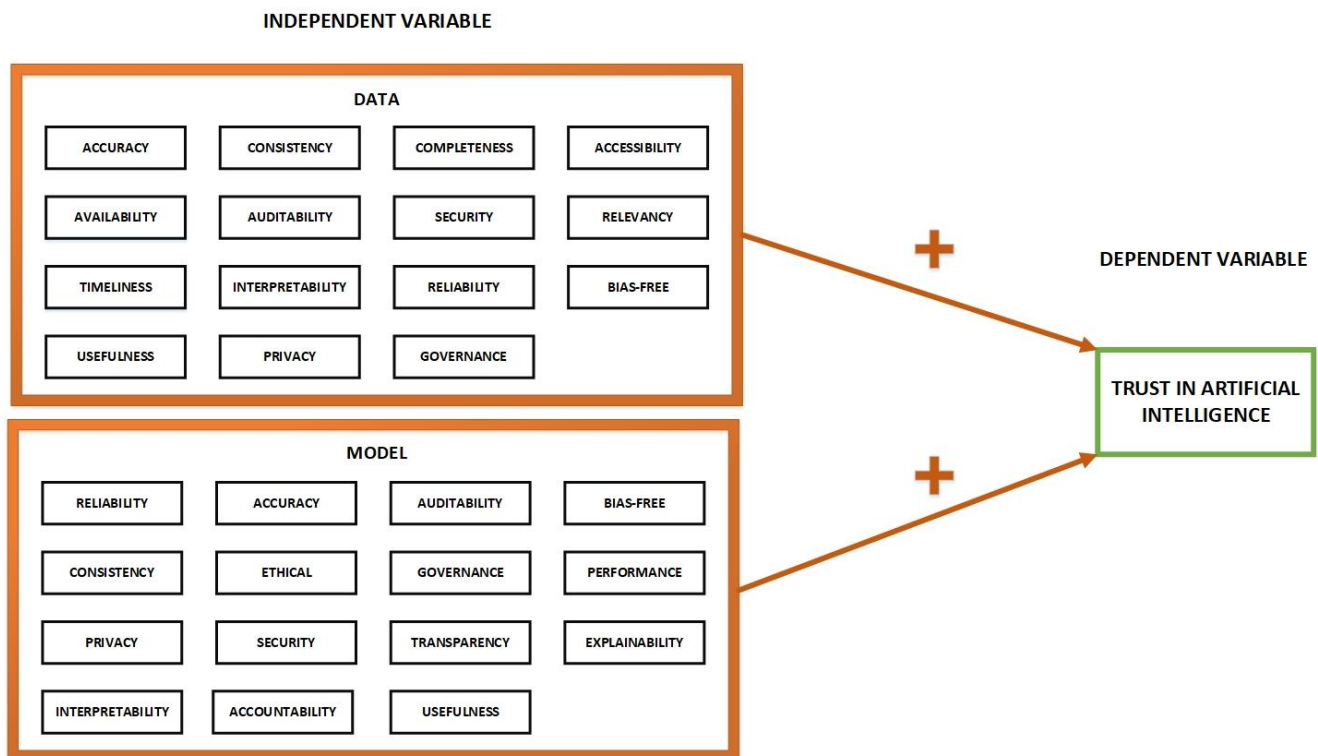 INDEPENDENT VARIABLE
DATA
ACCURACY
CONSISTENCY
COMPLETENESS
ACCESSIBILITY
AVAILABILITY
AUDITABILITY
SECURITY
RELEVANCY
TIMELINESS
INTERPRETABILITY
RELIABILITY
BIAS-FREE
USEFULNESS
PRIVACY
GOVERNANCE
+
DEPENDENT VARIABLE
TRUST IN ARTIFICIAL
INTELLIGENCE
MODEL
RELIABILITY
ACCURACY
AUDITABILITY
BIAS-FREE
CONSISTENCY
ETHICAL
GOVERNANCE
PERFORMANCE
PRIVACY
SECURITY
TRANSPARENCY
EXPLAINABILITY
INTERPRETABILITY
ACCOUNTABILITY
USEFULNESS
+